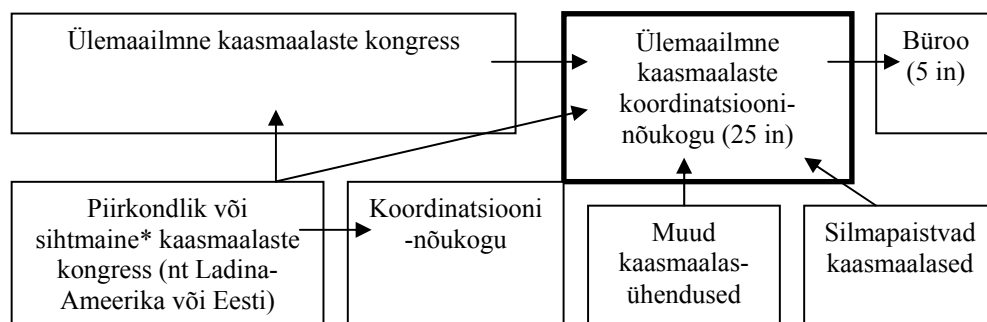 Ülemaailmne kaasmaalaste kongress
Ülemaailmne
kaasmaalaste
koordinatsiooni-
nõukogu (25 in)
Büroo
(5 in)
Piirkondlik või
sihtmaine* kaasmaalaste
kongress (nt Ladina-
Ameerika või Eesti)
Koordinatsiooni
-nõukogu
Muud
kaasmaalas-
ühendused
Silmapaistvad
kaasmaalased